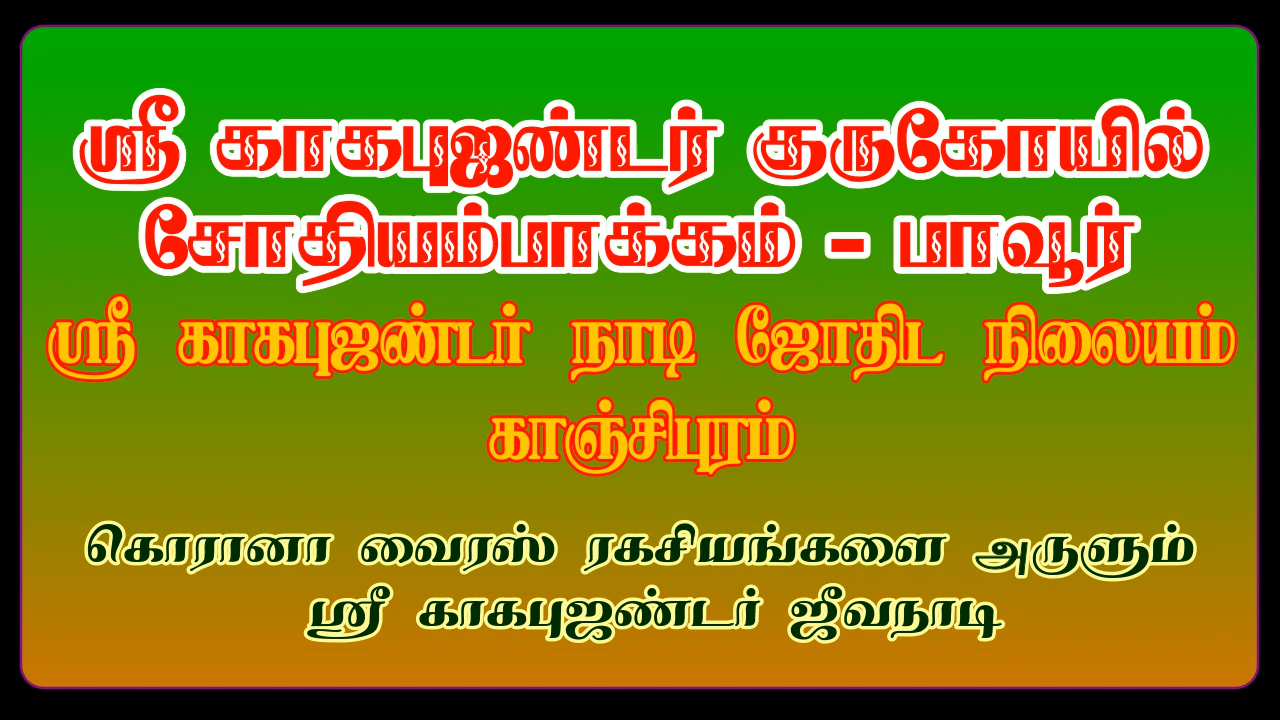 ஸ்ரீ காகபுஜண்டர் குருகோயில்
சோதியம்பாக்கம் - பாவூர்
ஸ்ரீ காகபுஜண்டர் நாடி ஜோதிட நிலையம்
காஞ்சிபுரம்
கொரானா வைரஸ் ரகசியங்களை அருளும்
ஸ்ரீ காகபுஜண்டர் ஜீவநாடி